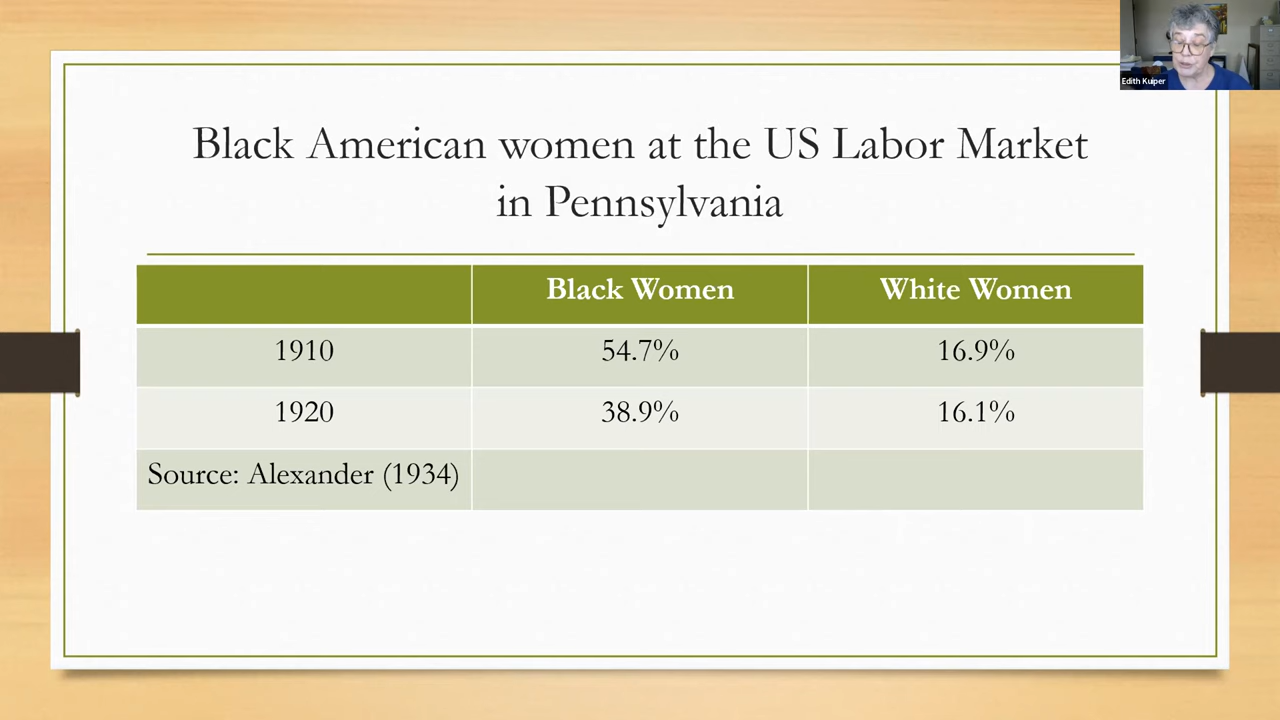 Edith Kuiper
Black American women at the US Labor Market
in Pennsylvania
Black Women White Women
1910 54.7% 16.9%
1920 38.9% 16.1%
Source: Alexander (1934)